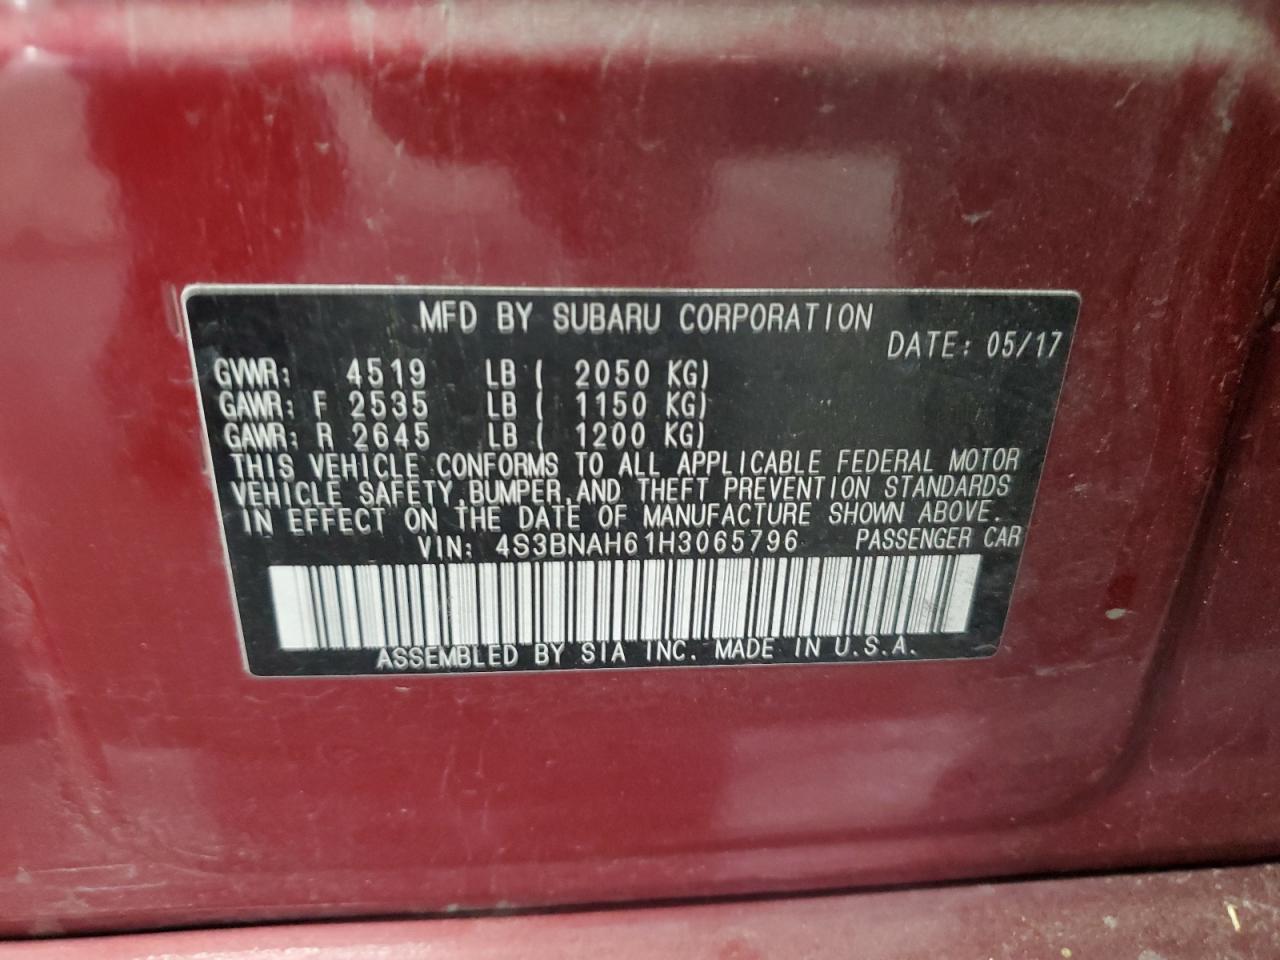 MFD BY SUBARU CORPORATION
DATE: 05/17
GVWR: 4519 LB ( 2050 KG)
GAWR: F 2535 LB ( 1150 KG)
GAWR: R 2645 LB ( 1200 KG)
THIS VEHICLE CONFORMS TO ALL APPLICABLE FEDERAL MOTOR
VEHICLE SAFETY, BUMPER, AND THEFT PREVENTION STANDARDS
IN EFFECT ON THE DATE OF MANUFACTURE SHOWN ABOVE.
VIN: 4S3BNAH61H3065796 PASSENGER CAR
ASSEMBLED BY SIA INC. MADE IN U.S.A.